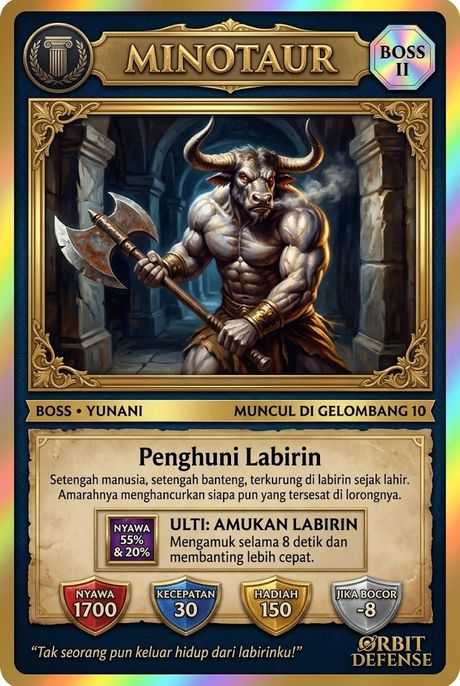 MINOTAUR
BOSS
II
BOSS • YUNANI
MUNCUL DI GELOMBANG 10
Penghuni Labirin
Setengah manusia, setengah banteng, terkurung di labirin sejak lahir.
Amarahnya menghancurkan siapa pun yang tersesat di lorongnya.
NYAWA
55%
& 20%
ULTI: AMUKAN LABIRIN
Mengamuk selama 8 detik dan
membanting lebih cepat.
NYAWA
1700
KECEPATAN
30
HADIAH
150
JIKA BOCOR
-8
"Tak seorang pun keluar hidup dari labirinku!"
ORBIT
DEFENSE